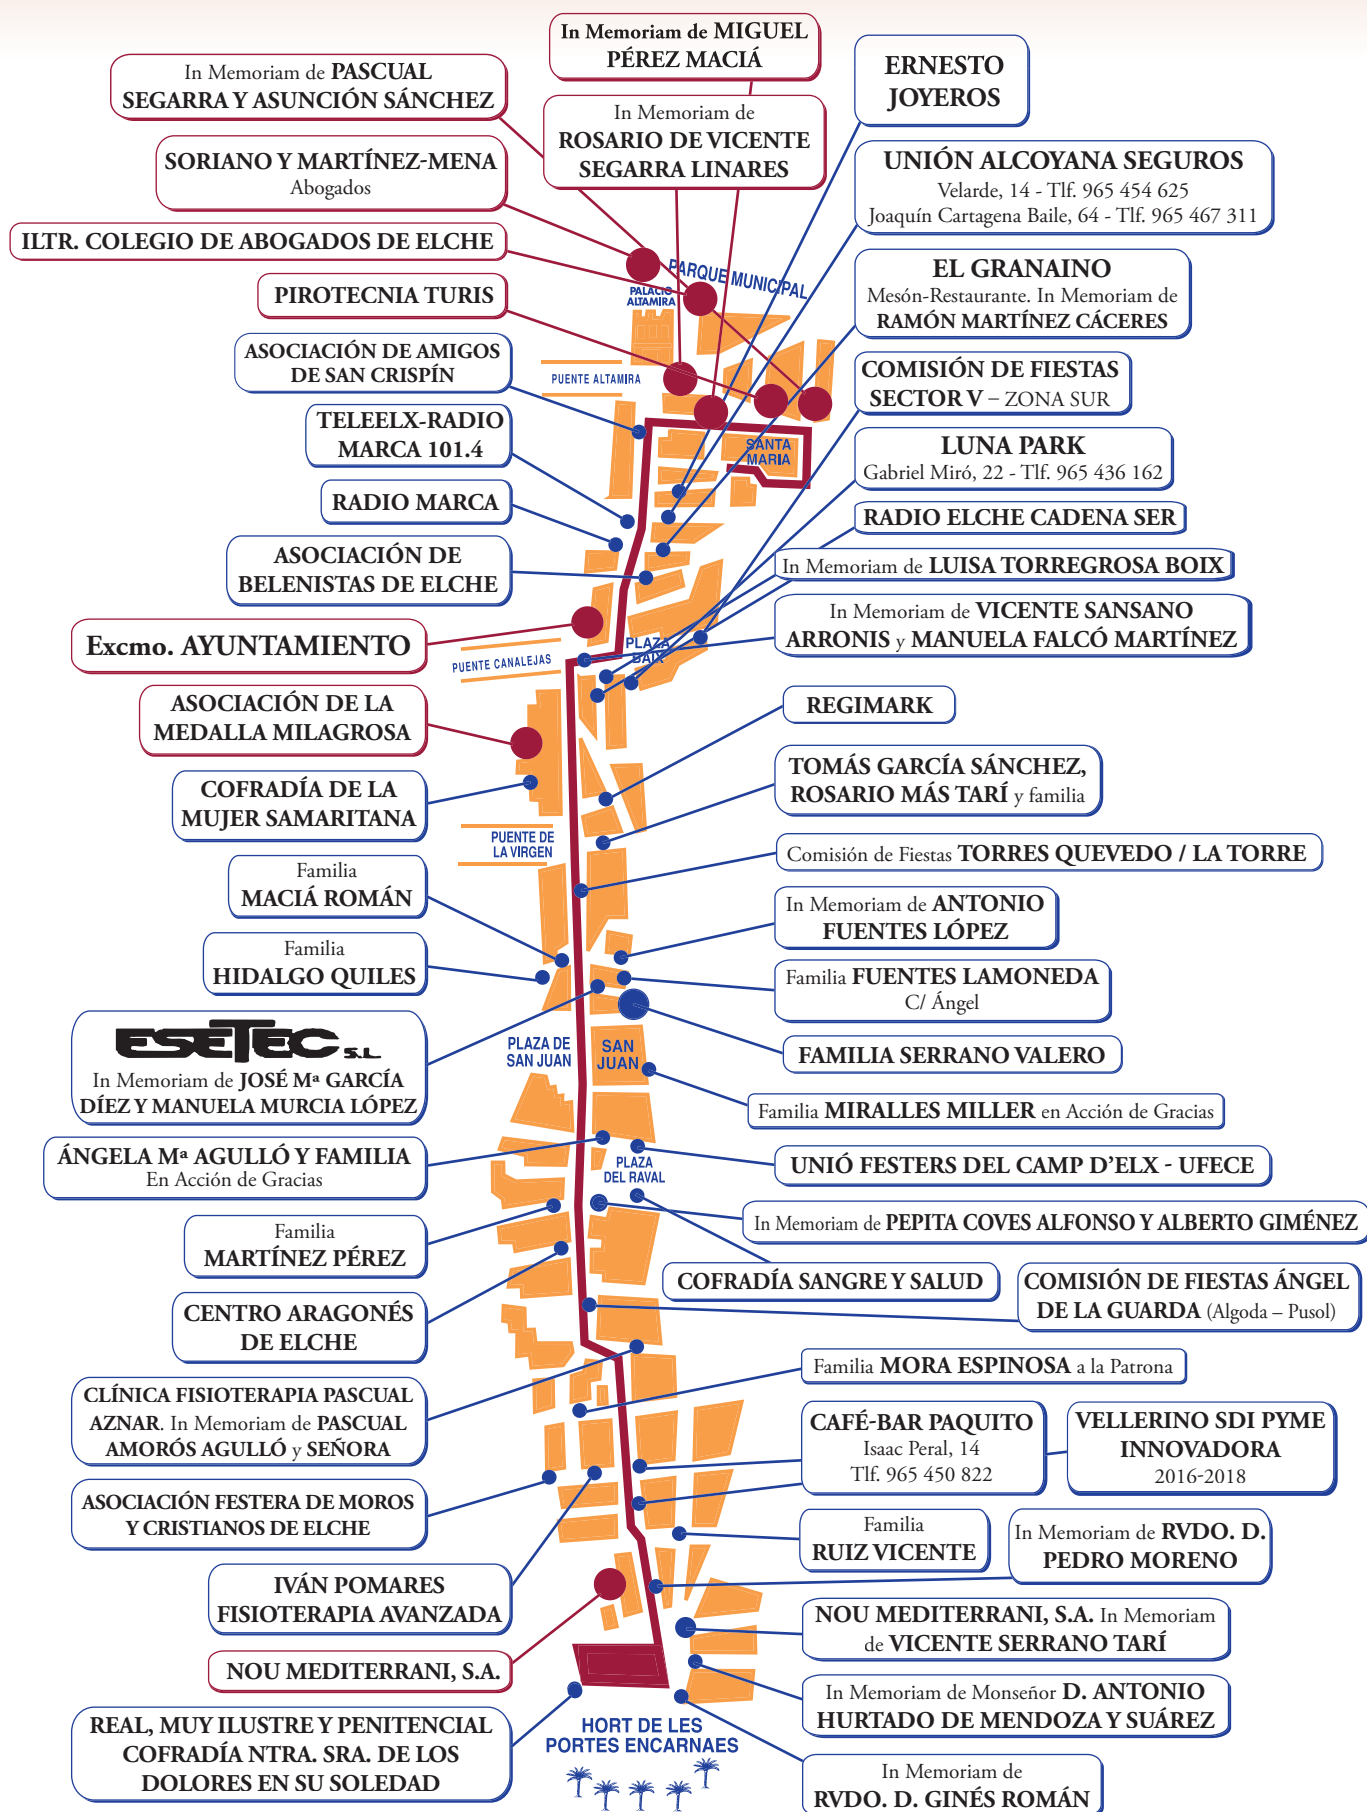 In Memoriam de MIGUEL
PÉREZ MACIÁ
In Memoriam de PASCUAL
SEGARRA Y ASUNCIÓN SÁNCHEZ
In Memoriam de
ROSARIO DE VICENTE
SEGARRA LINARES
SORIANO Y MARTÍNEZ-MENA
Abogados
ILTR. COLEGIO DE ABOGADOS DE ELCHE
PIROTECNIA TURIS
ASOCIACIÓN DE AMIGOS
DE SAN CRISPÍN
TELEELX-RADIO
MARCA 101.4
RADIO MARCA
ASOCIACIÓN DE
BELENISTAS DE ELCHE
Excmo. AYUNTAMIENTO
ASOCIACIÓN DE LA
MEDALLA MILAGROSA
COFRADÍA DE LA
MUJER SAMARITANA
Familia
MACIÁ ROMÁN
Familia
HIDALGO QUILES
ESETEC S.L.
In Memoriam de JOSÉ Mª GARCÍA
DÍEZ Y MANUELA MURCIA LÓPEZ
ÁNGELA Mª AGULLÓ Y FAMILIA
En Acción de Gracias
Familia
MARTÍNEZ PÉREZ
CENTRO ARAGONÉS
DE ELCHE
CLÍNICA FISIOTERAPIA PASCUAL
AZNAR. In Memoriam de PASCUAL
AMORÓS AGULLÓ y SEÑORA
ASOCIACIÓN FESTERA DE MOROS
Y CRISTIANOS DE ELCHE
IVÁN POMARES
FISIOTERAPIA AVANZADA
NOU MEDITERRANI, S.A.
REAL, MUY ILUSTRE Y PENITENCIAL
COFRADÍA NTRA. SRA. DE LOS
DOLORES EN SU SOLEDAD
PARQUE MUNICIPAL
PALACIO
ALTAMIRA
PUENTE ALTAMIRA
SANTA
MARIA
PLAZA
BAIX
PUENTE CANALEJAS
PUENTE DE
LA VIRGEN
PLAZA DE
SAN JUAN
SAN
JUAN
PLAZA
DEL RAVAL
HORT DE LES
PORTES ENCARNAES
ERNESTO
JOYEROS
UNIÓN ALCOYANA SEGUROS
Velarde, 14 - Tlf. 965 454 625
Joaquín Cartagena Baile, 64 - Tlf. 965 467 311
EL GRANAINO
Mesón-Restaurante. In Memoriam de
RAMÓN MARTÍNEZ CÁCERES
COMISIÓN DE FIESTAS
SECTOR V – ZONA SUR
LUNA PARK
Gabriel Miró, 22 - Tlf. 965 436 162
RADIO ELCHE CADENA SER
In Memoriam de LUISA TORREGROSA BOIX
In Memoriam de VICENTE SANSANO
ARRONIS y MANUELA FALCÓ MARTÍNEZ
REGIMARK
TOMÁS GARCÍA SÁNCHEZ,
ROSARIO MÁS TARÍ y familia
Comisión de Fiestas TORRES QUEVEDO / LA TORRE
In Memoriam de ANTONIO
FUENTES LÓPEZ
Familia FUENTES LAMONEDA
C/ Ángel
FAMILIA SERRANO VALERO
Familia MIRALLES MILLER en Acción de Gracias
UNIÓ FESTERS DEL CAMP D'ELX - UFECE
In Memoriam de PEPITA COVES ALFONSO Y ALBERTO GIMÉNEZ
COFRADÍA SANGRE Y SALUD
COMISIÓN DE FIESTAS ÁNGEL
DE LA GUARDA (Algoda – Pusol)
Familia MORA ESPINOSA a la Patrona
CAFÉ-BAR PAQUITO
Isaac Peral, 14
Tlf. 965 450 822
VELLERINO SDI PYME
INNOVADORA
2016-2018
Familia
RUIZ VICENTE
In Memoriam de RVDO. D.
PEDRO MORENO
NOU MEDITERRANI, S.A. In Memoriam
de VICENTE SERRANO TARÍ
In Memoriam de Monseñor D. ANTONIO
HURTADO DE MENDOZA Y SUÁREZ
In Memoriam de
RVDO. D. GINÉS ROMÁN